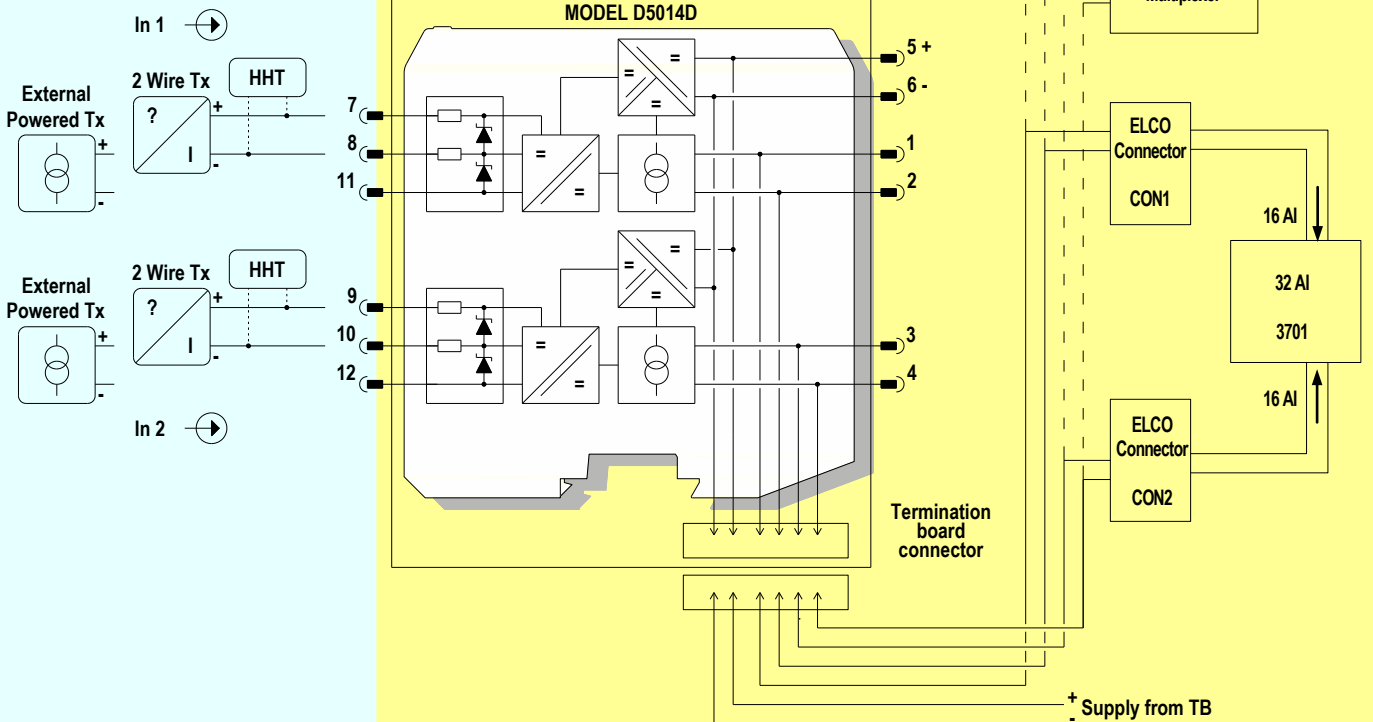 MODEL D5014D
In 1
External
Powered Tx
+
-
2 Wire Tx
?
I
+
-
HHT
7
8
11
=
=
=
=
=
5 +
6 -
1
2
External
Powered Tx
+
-
2 Wire Tx
?
I
+
-
HHT
9
10
12
=
=
=
=
=
3
4
In 2
Termination
board
connector
ELCO
Connector
CON1
16 AI
32 AI
3701
16 AI
ELCO
Connector
CON2
+
-
Supply from TB